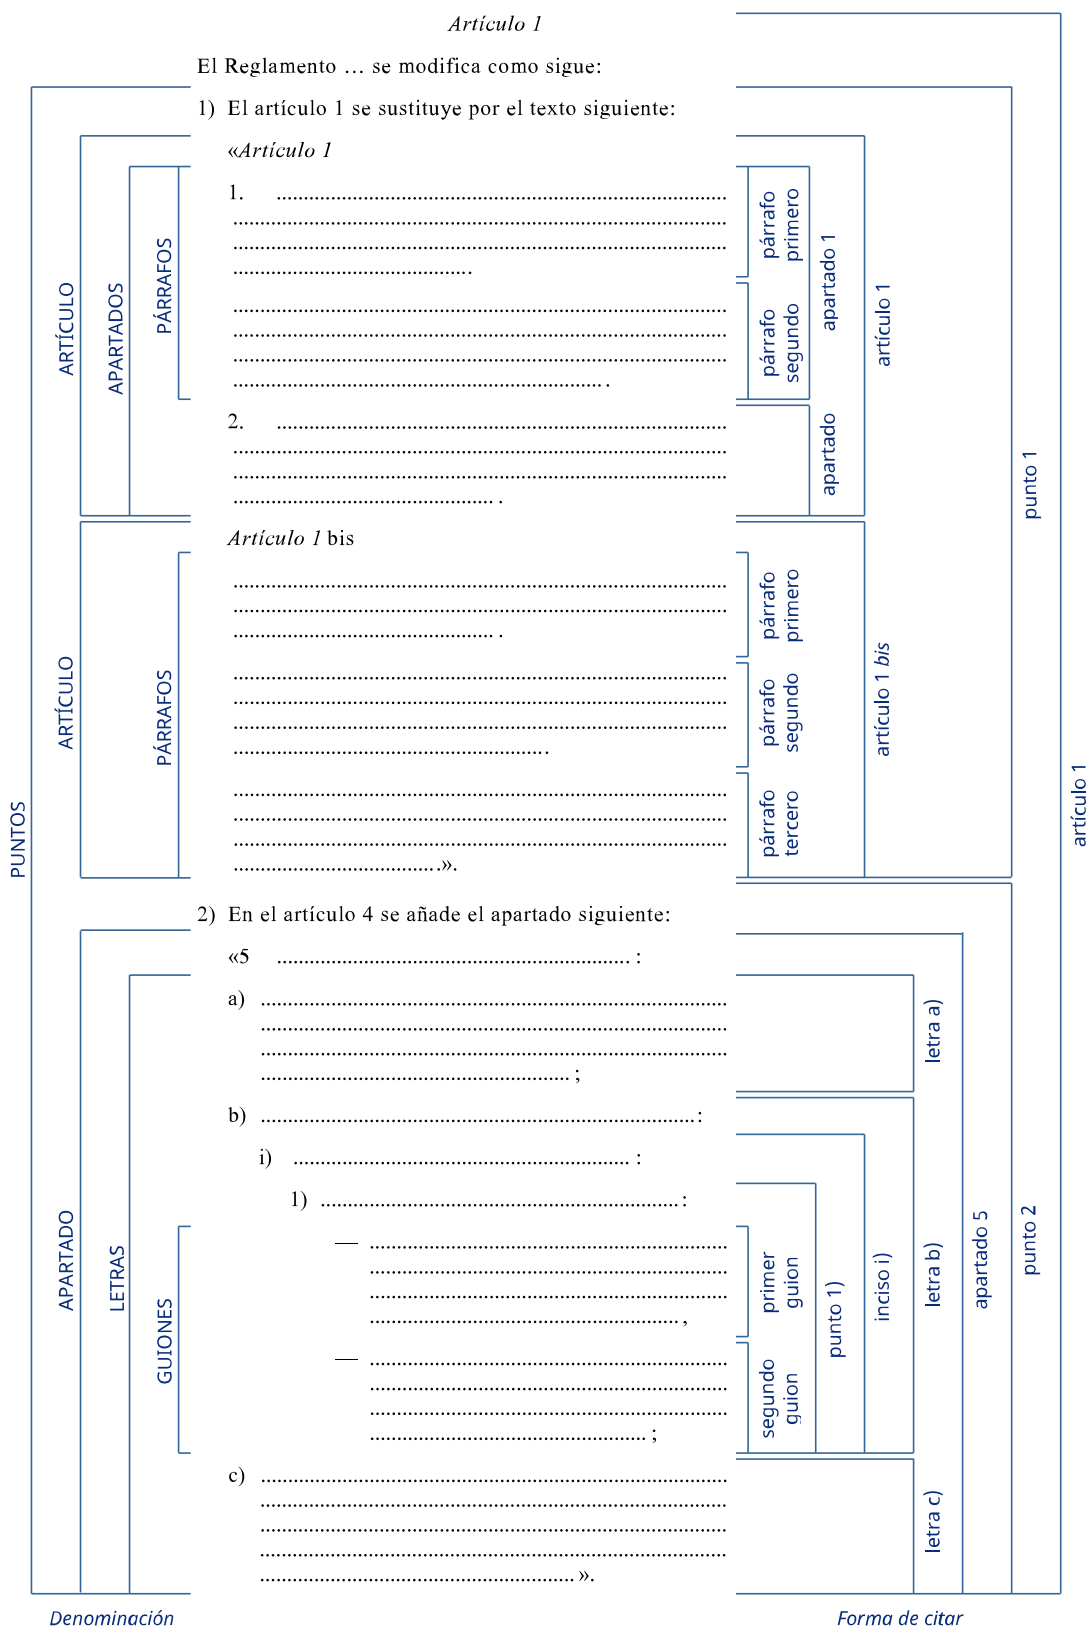 Artículo 1
El Reglamento … se modifica como sigue:
1) El artículo 1 se sustituye por el texto siguiente:
«Artículo 1
1. ....................................................................................
............................................................................................
............................................................................................
............................................
............................................................................................
............................................................................................
............................................................................................
..................................................................... .
2. ....................................................................................
............................................................................................
............................................................................................
................................................ .
Artículo 1 bis
............................................................................................
............................................................................................
................................................ .
............................................................................................
............................................................................................
............................................................................................
..........................................................
............................................................................................
............................................................................................
............................................................................................
.......................................».
2) En el artículo 4 se añade el apartado siguiente:
«5 ................................................................. :
a) ......................................................................................
......................................................................................
......................................................................................
......................................................... ;
b) ................................................................................:
i) .............................................................. :
1) ..................................................................:
— ..................................................................
..................................................................
..................................................................
......................................................... ,
— ..................................................................
..................................................................
..................................................................
................................................... ;
c) ......................................................................................
......................................................................................
......................................................................................
......................................................................................
.......................................................... ».
PUNTOS
ARTÍCULO
APARTADOS
PÁRRAFOS
ARTÍCULO
PÁRRAFOS
APARTADO
LETRAS
GUIONES
párrafo
primero
párrafo
segundo
apartado 1
apartado
artículo 1
párrafo
primero
párrafo
segundo
párrafo
tercero
artículo 1 bis
punto 1
artículo 1
letra a)
primer
guion
segundo
guion
punto 1)
inciso i)
letra b)
letra c)
apartado 5
punto 2
Denominación
Forma de citar